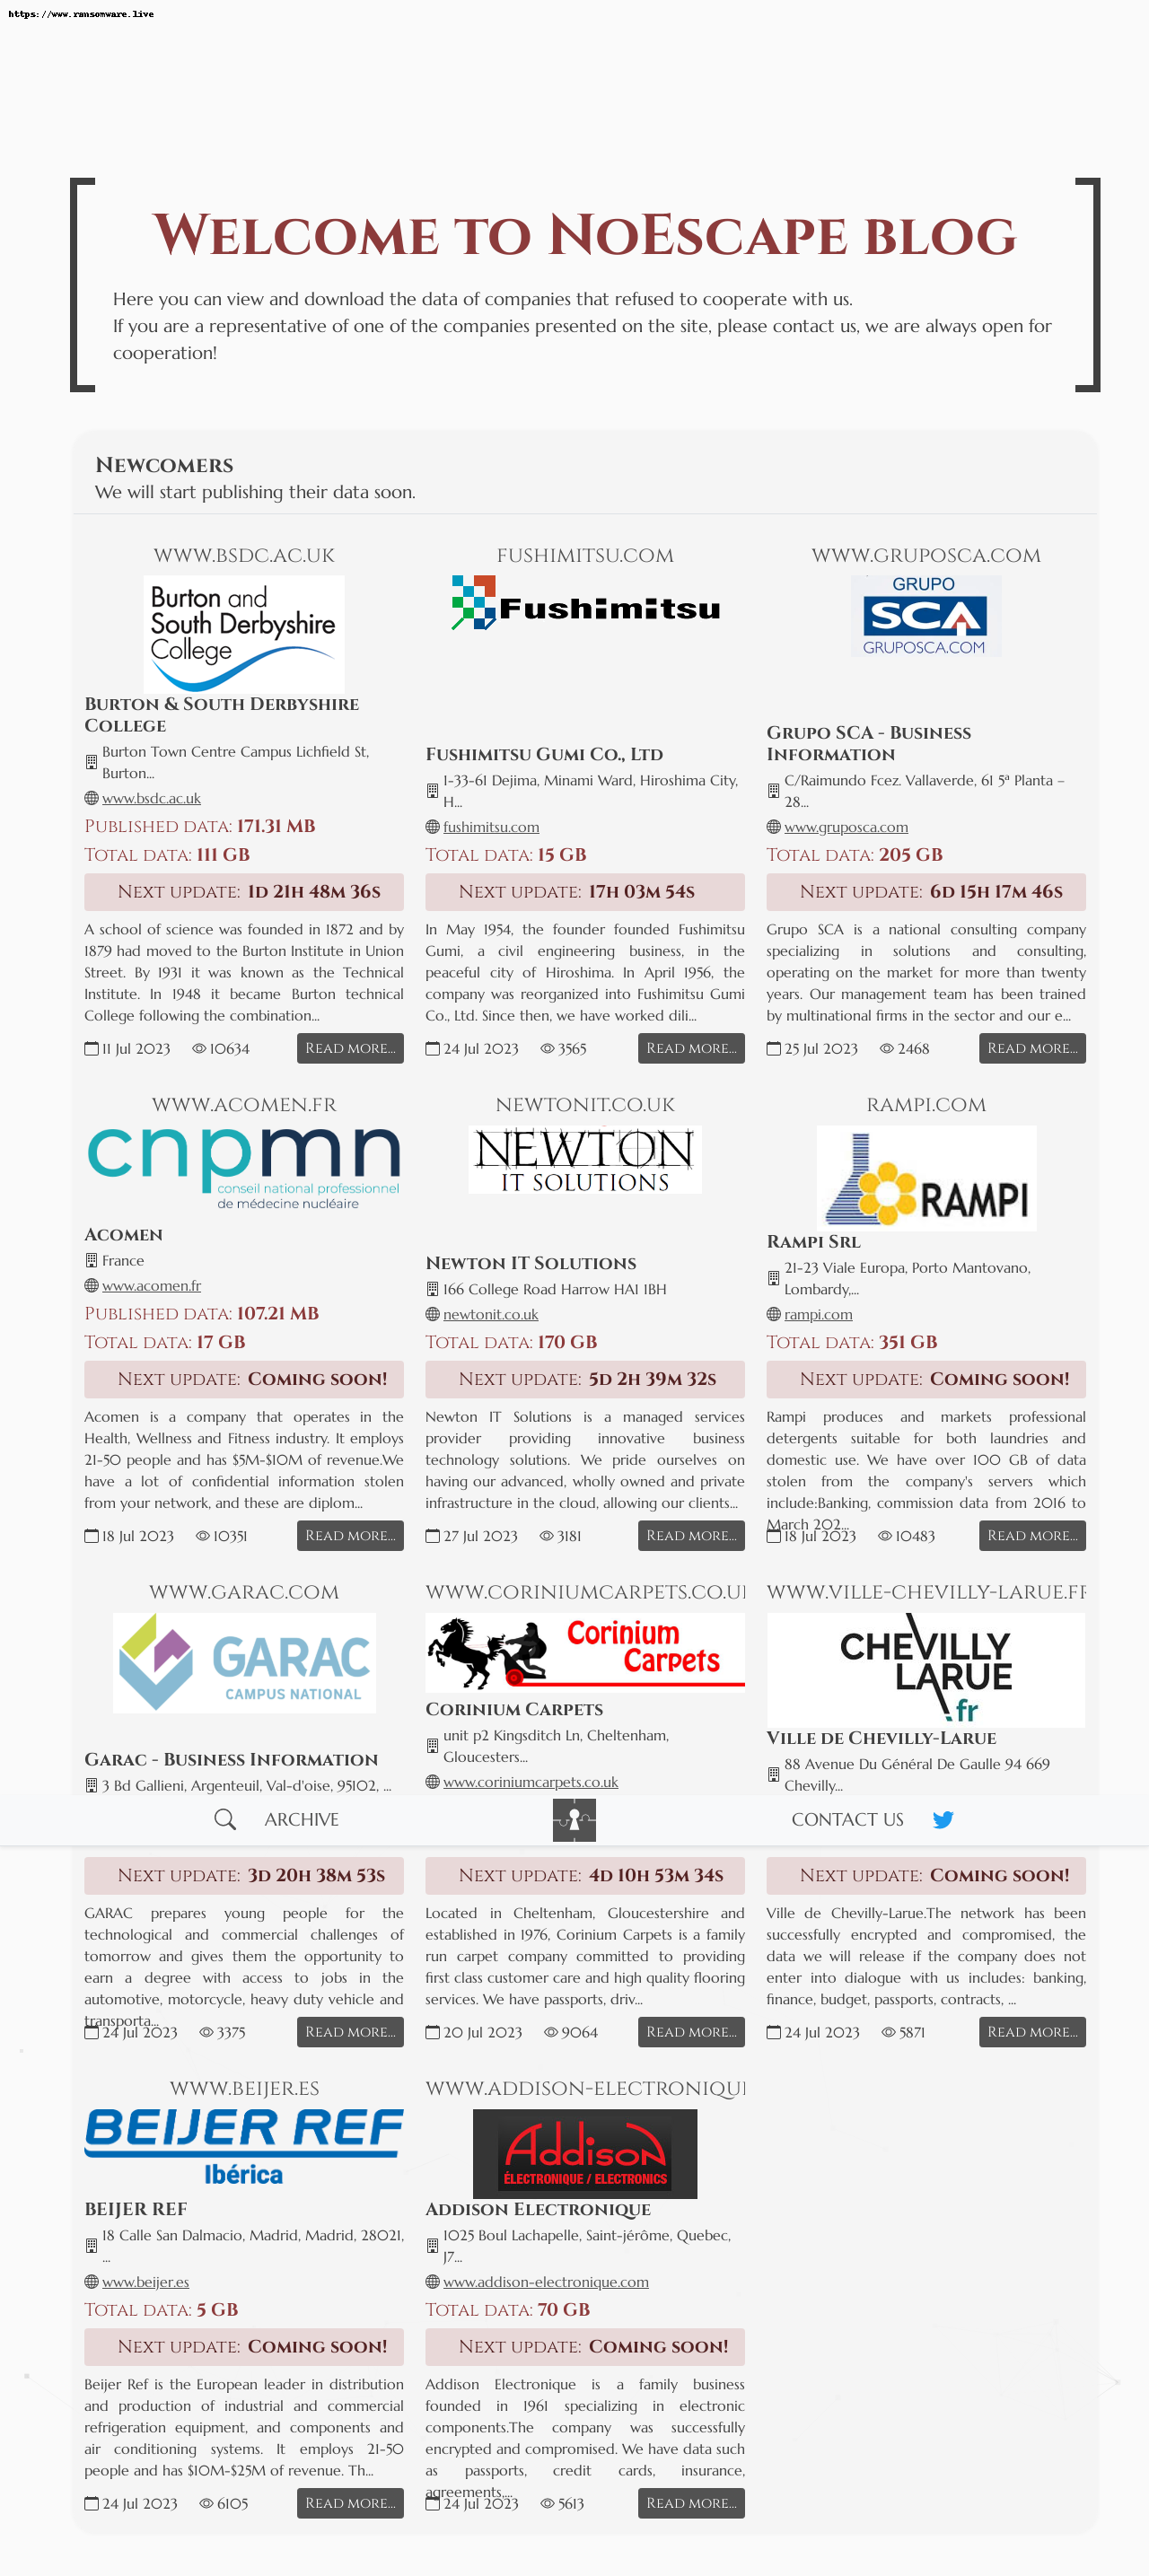 https://www.ransomware.live
Welcome to NoEscape blog
Here you can view and download the data of companies that refused to cooperate with us.
If you are a representative of one of the companies presented on the site, please contact us, we are always open for
cooperation!
Newcomers
We will start publishing their data soon.
www.bsdc.ac.uk
Burton and
South Derbyshire
College
Burton & South Derbyshire
College
Burton Town Centre Campus Lichfield St,
Burton...
www.bsdc.ac.uk
Published data: 171.31 MB
Total data: 111 GB
Next update: 1d 21h 48m 36s
A school of science was founded in 1872 and by
1879 had moved to the Burton Institute in Union
Street. By 1931 it was known as the Technical
Institute. In 1948 it became Burton technical
College following the combination...
11 Jul 2023 10634 Read more...
fushimitsu.com
Fushimitsu
Fushimitsu Gumi Co., Ltd
1-33-61 Dejima, Minami Ward, Hiroshima City,
H...
fushimitsu.com
Total data: 15 GB
Next update: 17h 03m 54s
In May 1954, the founder founded Fushimitsu
Gumi, a civil engineering business, in the
peaceful city of Hiroshima. In April 1956, the
company was reorganized into Fushimitsu Gumi
Co., Ltd. Since then, we have worked dili...
24 Jul 2023 3565 Read more...
www.gruposca.com
GRUPO
SCA
GRUPOSCA.COM
Grupo SCA - Business
Information
C/Raimundo Fcez. Vallaverde, 61 5ª Planta –
28...
www.gruposca.com
Total data: 205 GB
Next update: 6d 15h 17m 46s
Grupo SCA is a national consulting company
specializing in solutions and consulting,
operating on the market for more than twenty
years. Our management team has been trained
by multinational firms in the sector and our e...
25 Jul 2023 2468 Read more...
www.acomen.fr
cnpmn
conseil national professionnel
de médecine nucléaire
Acomen
France
www.acomen.fr
Published data: 107.21 MB
Total data: 17 GB
Next update: Coming soon!
Acomen is a company that operates in the
Health, Wellness and Fitness industry. It employs
21-50 people and has $5M-$10M of revenue.We
have a lot of confidential information stolen
from your network, and these are diplom...
18 Jul 2023 10351 Read more...
newtonit.co.uk
NEWTON
IT SOLUTIONS
Newton IT Solutions
166 College Road Harrow HA1 1BH
newtonit.co.uk
Total data: 170 GB
Next update: 5d 2h 39m 32s
Newton IT Solutions is a managed services
provider providing innovative business
technology solutions. We pride ourselves on
having our advanced, wholly owned and private
infrastructure in the cloud, allowing our clients...
27 Jul 2023 3181 Read more...
rampi.com
RAMPI
Rampi Srl
21-23 Viale Europa, Porto Mantovano,
Lombardy,...
rampi.com
Total data: 351 GB
Next update: Coming soon!
Rampi produces and markets professional
detergents suitable for both laundries and
domestic use. We have over 100 GB of data
stolen from the company's servers which
include:Banking, commission data from 2016 to
March 202...
18 Jul 2023 10483 Read more...
www.garac.com
GARAC
CAMPUS NATIONAL
Garac - Business Information
3 Bd Gallieni, Argenteuil, Val-d'oise, 95102, ...
www.coriniumcarpets.co.uk
Corinium
Carpets
Corinium Carpets
unit p2 Kingsditch Ln, Cheltenham,
Gloucesters...
www.coriniumcarpets.co.uk
www.ville-chevilly-larue.fr
CHEVILLY
LARUE
.fr
Ville de Chevilly-Larue
88 Avenue Du Général De Gaulle 94 669
Chevilly...
ARCHIVE
CONTACT US
Next update: 3d 20h 38m 53s
GARAC prepares young people for the
technological and commercial challenges of
tomorrow and gives them the opportunity to
earn a degree with access to jobs in the
automotive, motorcycle, heavy duty vehicle and
transporta...
24 Jul 2023 3375 Read more...
Next update: 4d 10h 53m 34s
Located in Cheltenham, Gloucestershire and
established in 1976, Corinium Carpets is a family
run carpet company committed to providing
first class customer care and high quality flooring
services. We have passports, driv...
20 Jul 2023 9064 Read more...
Next update: Coming soon!
Ville de Chevilly-Larue.The network has been
successfully encrypted and compromised, the
data we will release if the company does not
enter into dialogue with us includes: banking,
finance, budget, passports, contracts, ...
24 Jul 2023 5871 Read more...
www.beijer.es
BEIJER REF
Ibérica
BEIJER REF
18 Calle San Dalmacio, Madrid, Madrid, 28021,
...
www.beijer.es
Total data: 5 GB
Next update: Coming soon!
Beijer Ref is the European leader in distribution
and production of industrial and commercial
refrigeration equipment, and components and
air conditioning systems. It employs 21-50
people and has $10M-$25M of revenue. Th...
24 Jul 2023 6105 Read more...
www.addison-electronique
Addison
ÉLECTRONIQUE / ELECTRONICS
Addison Electronique
1025 Boul Lachapelle, Saint-jérôme, Quebec,
J7...
www.addison-electronique.com
Total data: 70 GB
Next update: Coming soon!
Addison Electronique is a family business
founded in 1961 specializing in electronic
components.The company was successfully
encrypted and compromised. We have data such
as passports, credit cards, insurance,
agreements,...
24 Jul 2023 5613 Read more...